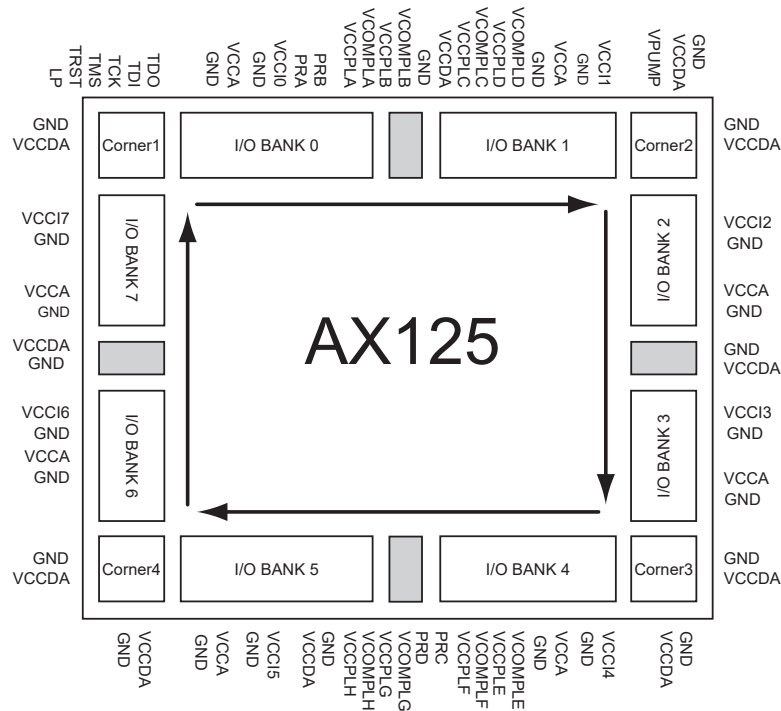 LP
TRST
TMS
TCK
TDI
TDO
GND
VCCA
GND
VCCI0
PRA
PRB
VCCPLA
VCOMPLA
VCCPLB
VCOMPLB
GND
VCCDA
VCCPLC
VCOMPLC
VCCPLD
VCOMPLD
GND
VCCA
GND
VCCI1
VPUMP
VCCDA
GND
GND
VCCDA
Corner1
I/O BANK 0
I/O BANK 1
Corner2
GND
VCCDA
VCCI7
GND
VCCA
GND
I/O BANK 7
I/O BANK 2
VCCI2
GND
VCCA
GND
VCCDA
GND
AX125
GND
VCCDA
VCCI6
GND
VCCA
GND
I/O BANK 6
I/O BANK 3
VCCI3
GND
VCCA
GND
GND
VCCDA
Corner4
I/O BANK 5
I/O BANK 4
Corner3
GND
VCCDA
GND
VCCDA
GND
VCCA
GND
VCCI5
VCCDA
GND
VCCPLH
VCOMPLH
VCCPLG
VCOMPLG
PRD
PRC
VCCPLF
VCOMPLF
VCCPLE
VCOMPLE
GND
VCCA
GND
VCCI4
VCCDA
GND